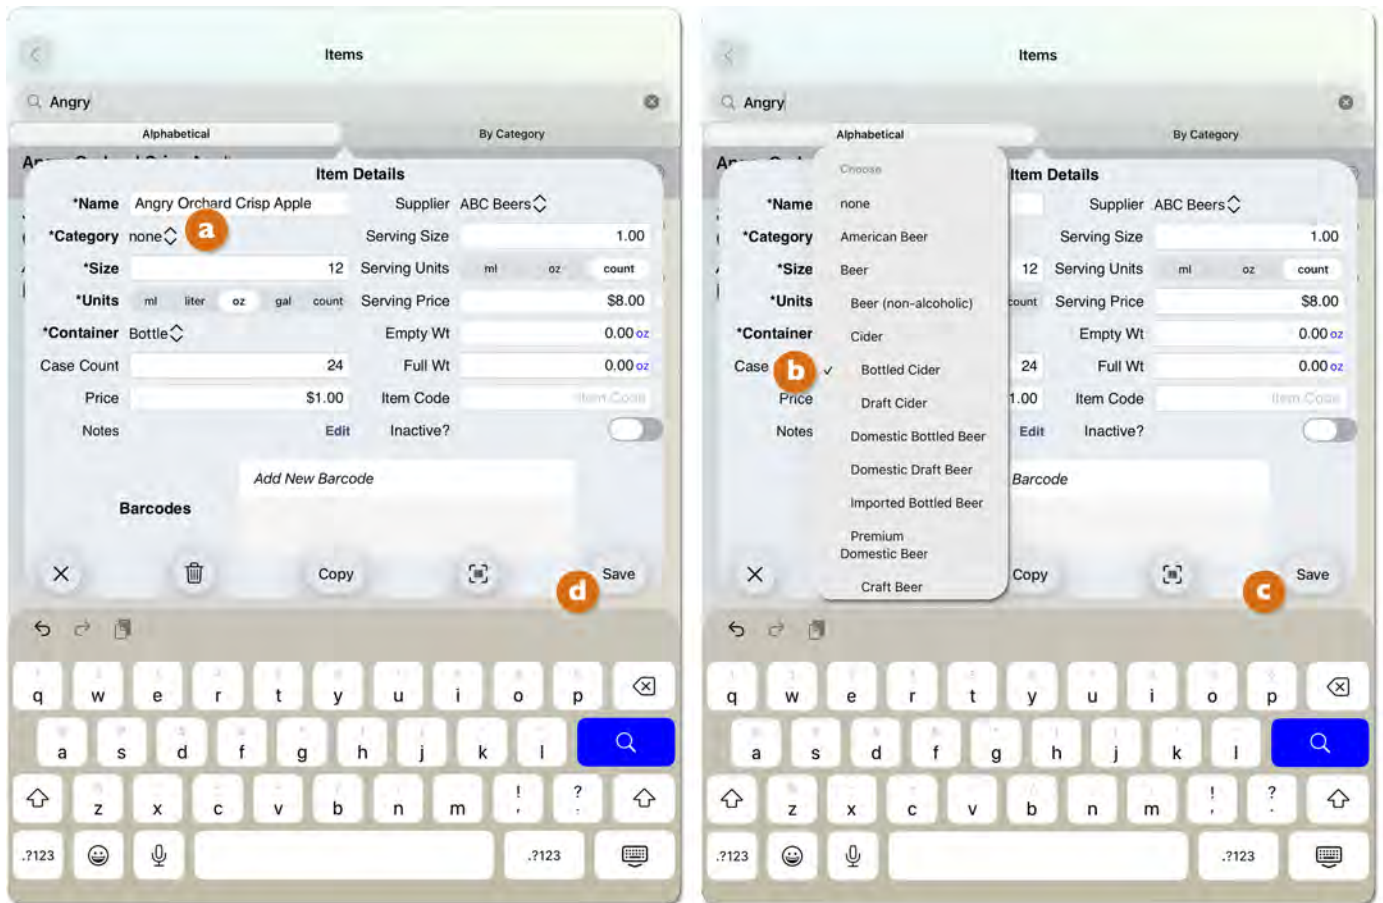 Items
Angry
Alphabetical By Category
Item Details
*Name Angry Orchard Crisp Apple Supplier ABC Beers
*Category none a Serving Size 1.00
*Size 12 Serving Units ml oz count
*Units ml liter oz gal count Serving Price $8.00
*Container Bottle Empty Wt 0.00 oz
Case Count 24 Full Wt 0.00 oz
Price $1.00 Item Code Item Code
Notes Edit Inactive?
Add New Barcode
Barcodes
Copy Save
d
q w e r t y u i o p
a s d f g h j k l
z x c v b n m ! , ? .
.?123 .?123
Items
Angry
Alphabetical By Category
Choose
Item Details
*Name none Supplier ABC Beers
*Category American Beer Serving Size 1.00
*Size Beer 12 Serving Units ml oz count
*Units Beer (non-alcoholic) count Serving Price $8.00
*Container Cider Empty Wt 0.00 oz
Case b ✓ Bottled Cider 24 Full Wt 0.00 oz
Price Draft Cider 1.00 Item Code Item Code
Notes Domestic Bottled Beer Edit Inactive?
Domestic Draft Beer Barcode
Imported Bottled Beer
Premium
Domestic Beer
Craft Beer Copy Save
c
q w e r t y u i o p
a s d f g h j k l
z x c v b n m ! , ? .
.?123 .?123